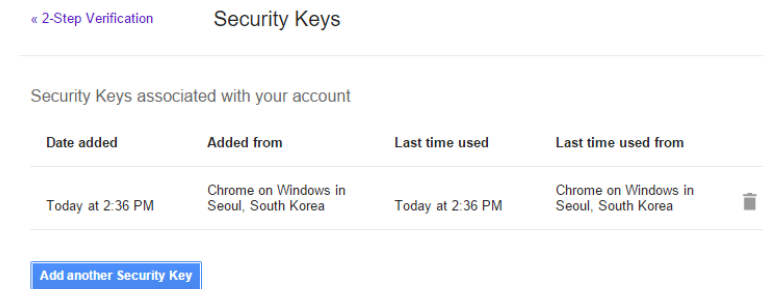 « 2-Step Verification
Security Keys
Security Keys associated with your account
Date added Added from Last time used Last time used from
Chrome on Windows in Chrome on Windows in
Today at 2:36 PM Seoul, South Korea Today at 2:36 PM Seoul, South Korea
Add another Security Key